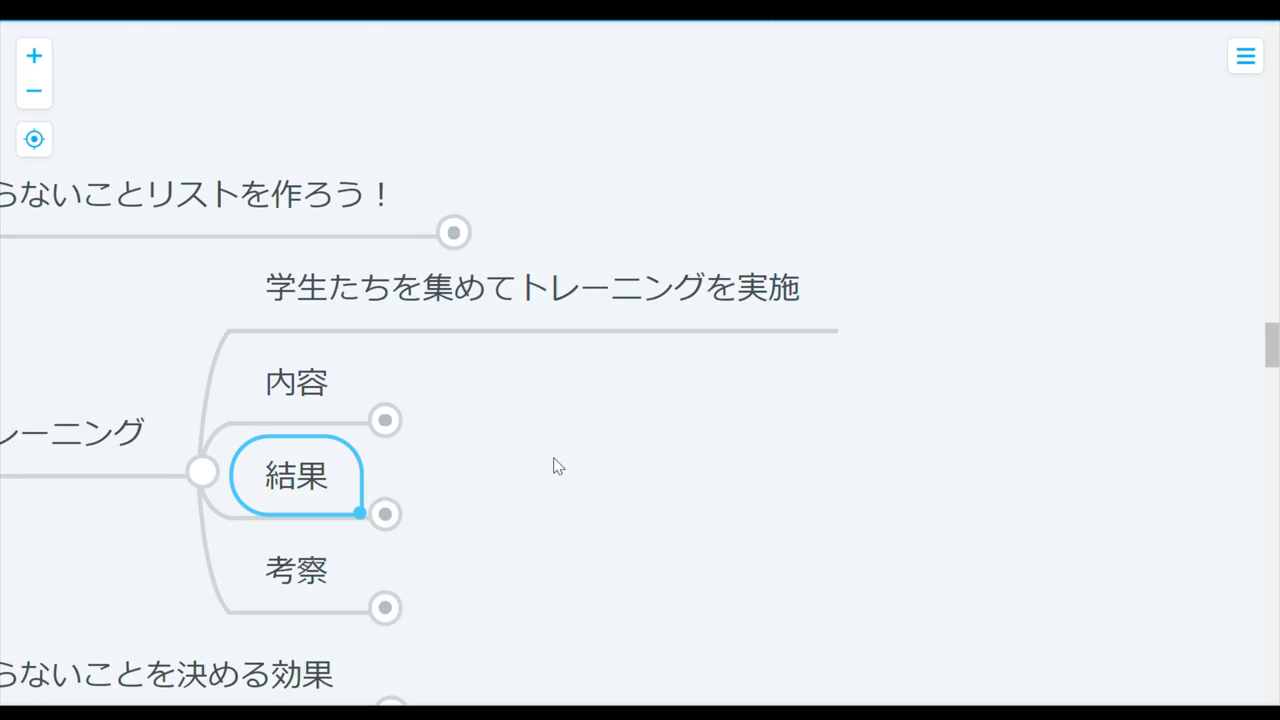 らないことリストを作ろう！
学生たちを集めてトレーニングを実施
内容
レーニング
結果
考察
らないことを決める効果